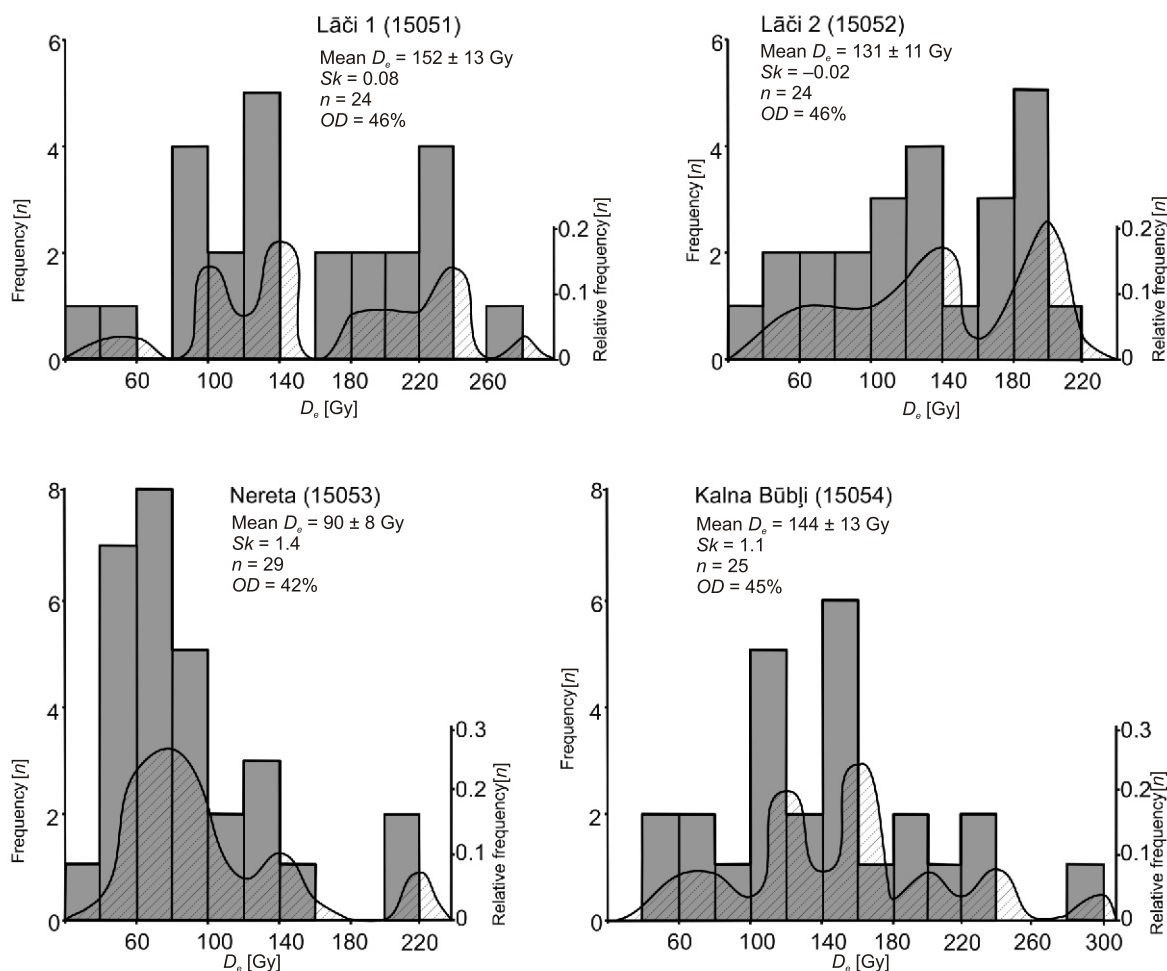 Lāči 1 (15051)
Mean Dₑ = 152 ± 13 Gy
Sk = 0.08
n = 24
OD = 46%
6
4
2
0
Frequency [n]
0.2
0.1
0
Relative frequency [n]
60 100 140 180 220 260
Dₑ [Gy]
Lāči 2 (15052)
Mean Dₑ = 131 ± 11 Gy
Sk = –0.02
n = 24
OD = 46%
6
4
2
0
Frequency [n]
0.2
0.1
0
Relative frequency [n]
60 100 140 180 220
Dₑ [Gy]
Nereta (15053)
Mean Dₑ = 90 ± 8 Gy
Sk = 1.4
n = 29
OD = 42%
8
6
4
2
0
Frequency [n]
0.3
0.2
0.1
0
Relative frequency [n]
60 100 140 180 220
Dₑ [Gy]
Kalna Būbļi (15054)
Mean Dₑ = 144 ± 13 Gy
Sk = 1.1
n = 25
OD = 45%
8
6
4
2
0
Frequency [n]
0.3
0.2
0.1
0
Relative frequency [n]
60 100 140 180 220 260 300
Dₑ [Gy]